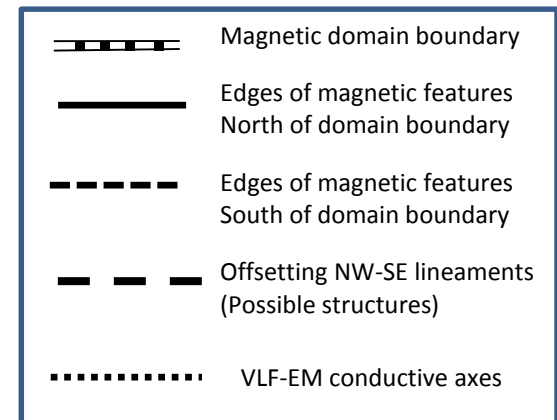 Magnetic domain boundary
Edges of magnetic features
North of domain boundary
Edges of magnetic features
South of domain boundary
Offsetting NW-SE lineaments
(Possible structures)
VLF-EM conductive axes